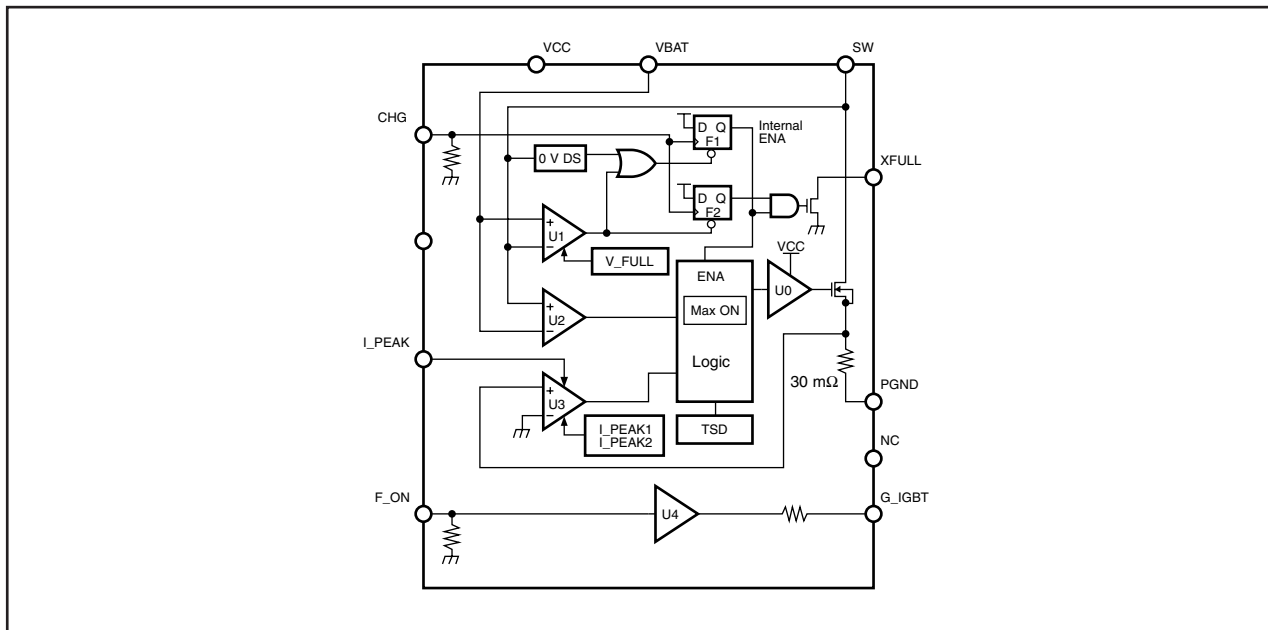 VCC
VBAT
SW
CHG
D Q
F1
Internal
ENA
0 V DS
XFULL
D Q
F2
+
U1
−
V_FULL
VCC
ENA
U0
+
U2
−
Max ON
I_PEAK
Logic
30 mΩ
PGND
+
U3
−
I_PEAK1
I_PEAK2
TSD
NC
F_ON
G_IGBT
U4